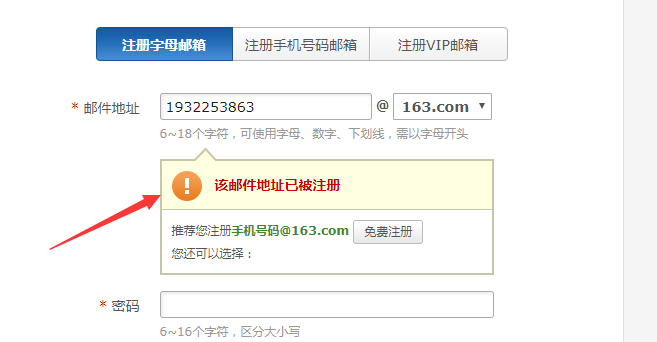 注册字母邮箱 注册手机号码邮箱 注册VIP邮箱
* 邮件地址 1932253863 @ 163.com
6~18个字符，可使用字母、数字、下划线，需以字母开头
该邮件地址已被注册
推荐您注册手机号码@163.com 免费注册
您还可以选择：
* 密码
6~16个字符，区分大小写